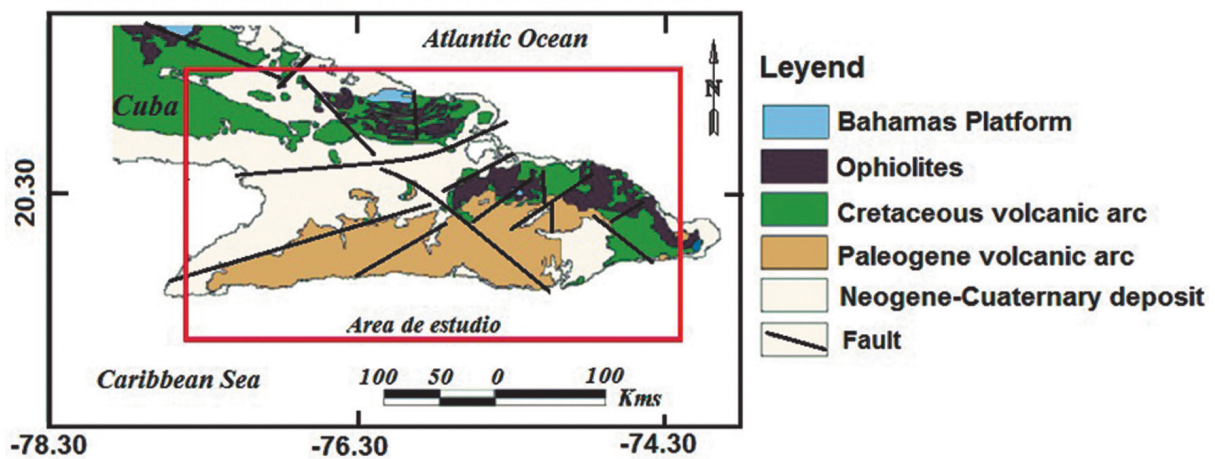 Atlantic Ocean
Cuba
N
20.30
Area de estudio
Caribbean Sea
100 50 0 100
Kms
-78.30 -76.30 -74.30
Leyend
Bahamas Platform
Ophiolites
Cretaceous volcanic arc
Paleogene volcanic arc
Neogene-Cuaternary deposit
Fault